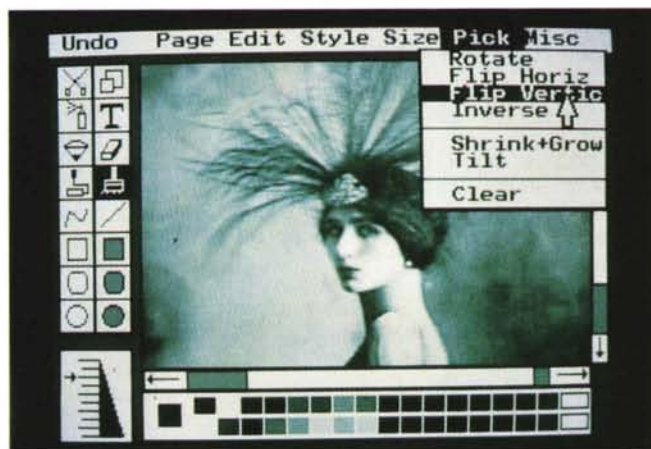 Undo Page Edit Style Size Pick Misc
Rotate
Flip Horiz
Flip Vertic
Inverse
Shrink+Grow
Tilt
Clear
T